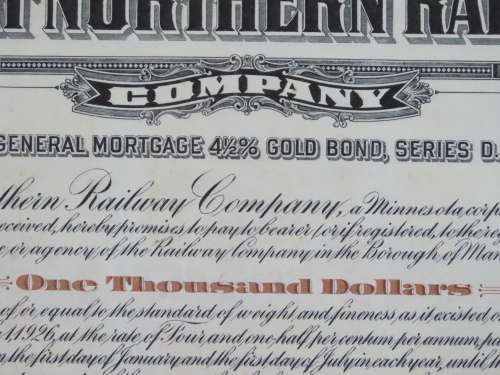 T NORTHERN RAI
COMPANY
GENERAL MORTGAGE 4½% GOLD BOND, SERIES D.
thern Railway Company, a Minnesota corp
received, hereby promises to pay to bearer (or if registered, to the re
e, or agency of the Railway Company in the Borough of Man
One Thousand Dollars
of, or equal to the standard of weight and fineness as it existed o
1, 1926, at the rate of Four and one-half per centum per annum, pa
n the first day of January and the first day of July in each year, until